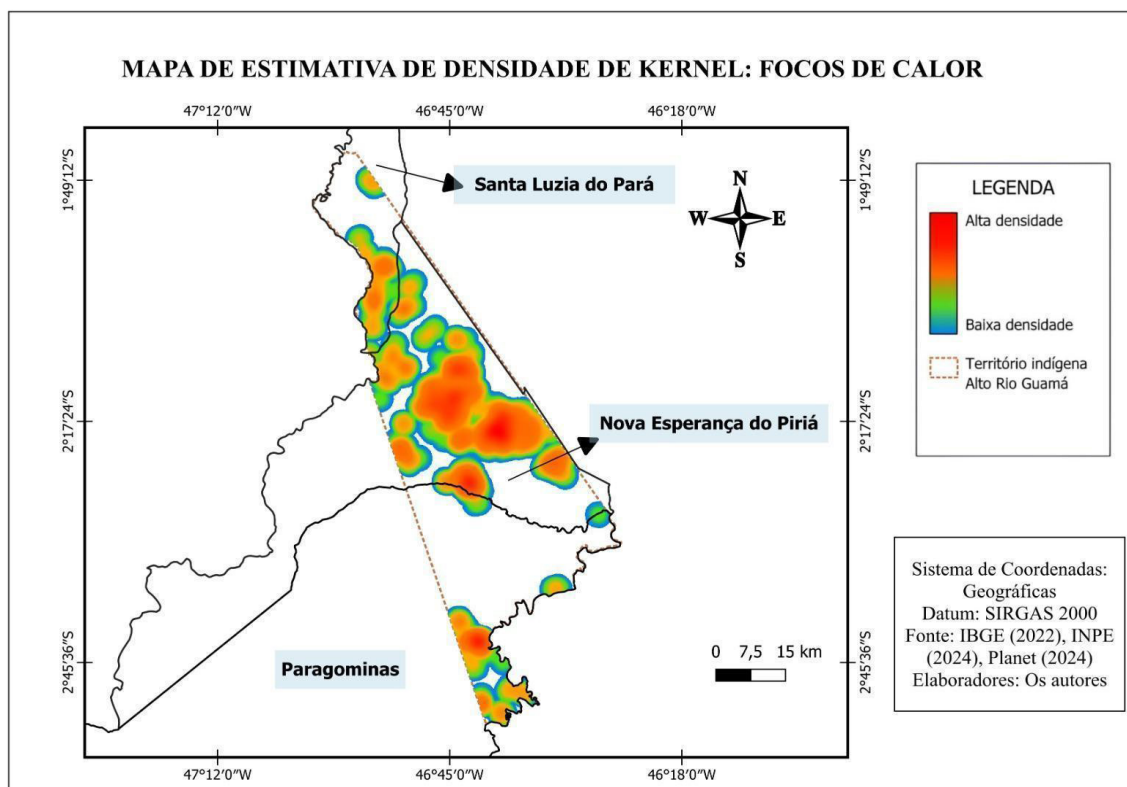 MAPA DE ESTIMATIVA DE DENSIDADE DE KERNEL: FOCOS DE CALOR
47°12′0″W
46°45′0″W
46°18′0″W
1°49′12″S
2°17′24″S
2°45′36″S
Santa Luzia do Pará
Nova Esperança do Piriá
Paragominas
N
W
E
S
0 7,5 15 km
47°12′0″W
46°45′0″W
46°18′0″W
1°49′12″S
2°17′24″S
2°45′36″S
LEGENDA
Alta densidade
Baixa densidade
Território indígena
Alto Rio Guamá
Sistema de Coordenadas:
Geográficas
Datum: SIRGAS 2000
Fonte: IBGE (2022), INPE
(2024), Planet (2024)
Elaboradores: Os autores